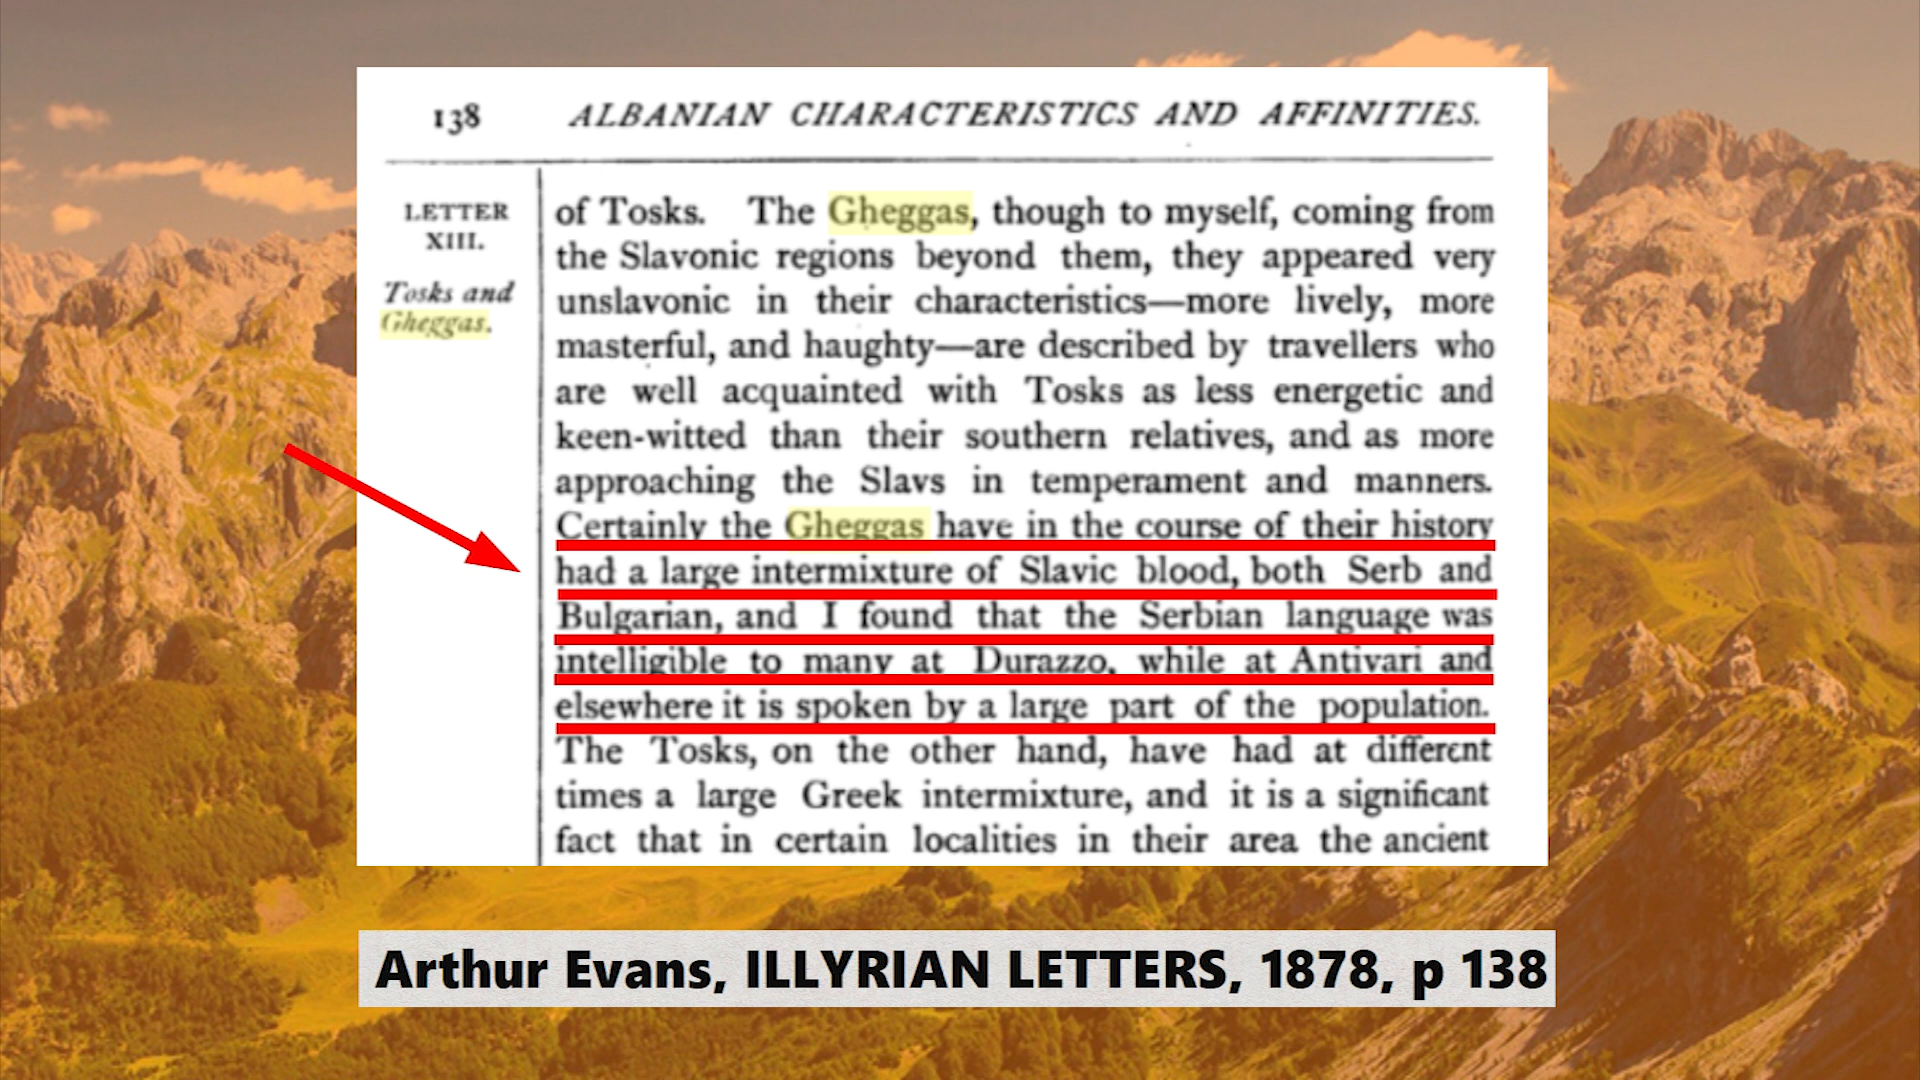 138 ALBANIAN CHARACTERISTICS AND AFFINITIES.
LETTER
XIII.
Tosks and
Gheggas.
of Tosks. The Gheggas, though to myself, coming from
the Slavonic regions beyond them, they appeared very
unslavonic in their characteristics—more lively, more
masterful, and haughty—are described by travellers who
are well acquainted with Tosks as less energetic and
keen-witted than their southern relatives, and as more
approaching the Slavs in temperament and manners.
Certainly the Gheggas have in the course of their history
had a large intermixture of Slavic blood, both Serb and
Bulgarian, and I found that the Serbian language was
intelligible to many at Durazzo, while at Antivari and
elsewhere it is spoken by a large part of the population.
The Tosks, on the other hand, have had at different
times a large Greek intermixture, and it is a significant
fact that in certain localities in their area the ancient
Arthur Evans, ILLYRIAN LETTERS, 1878, p 138